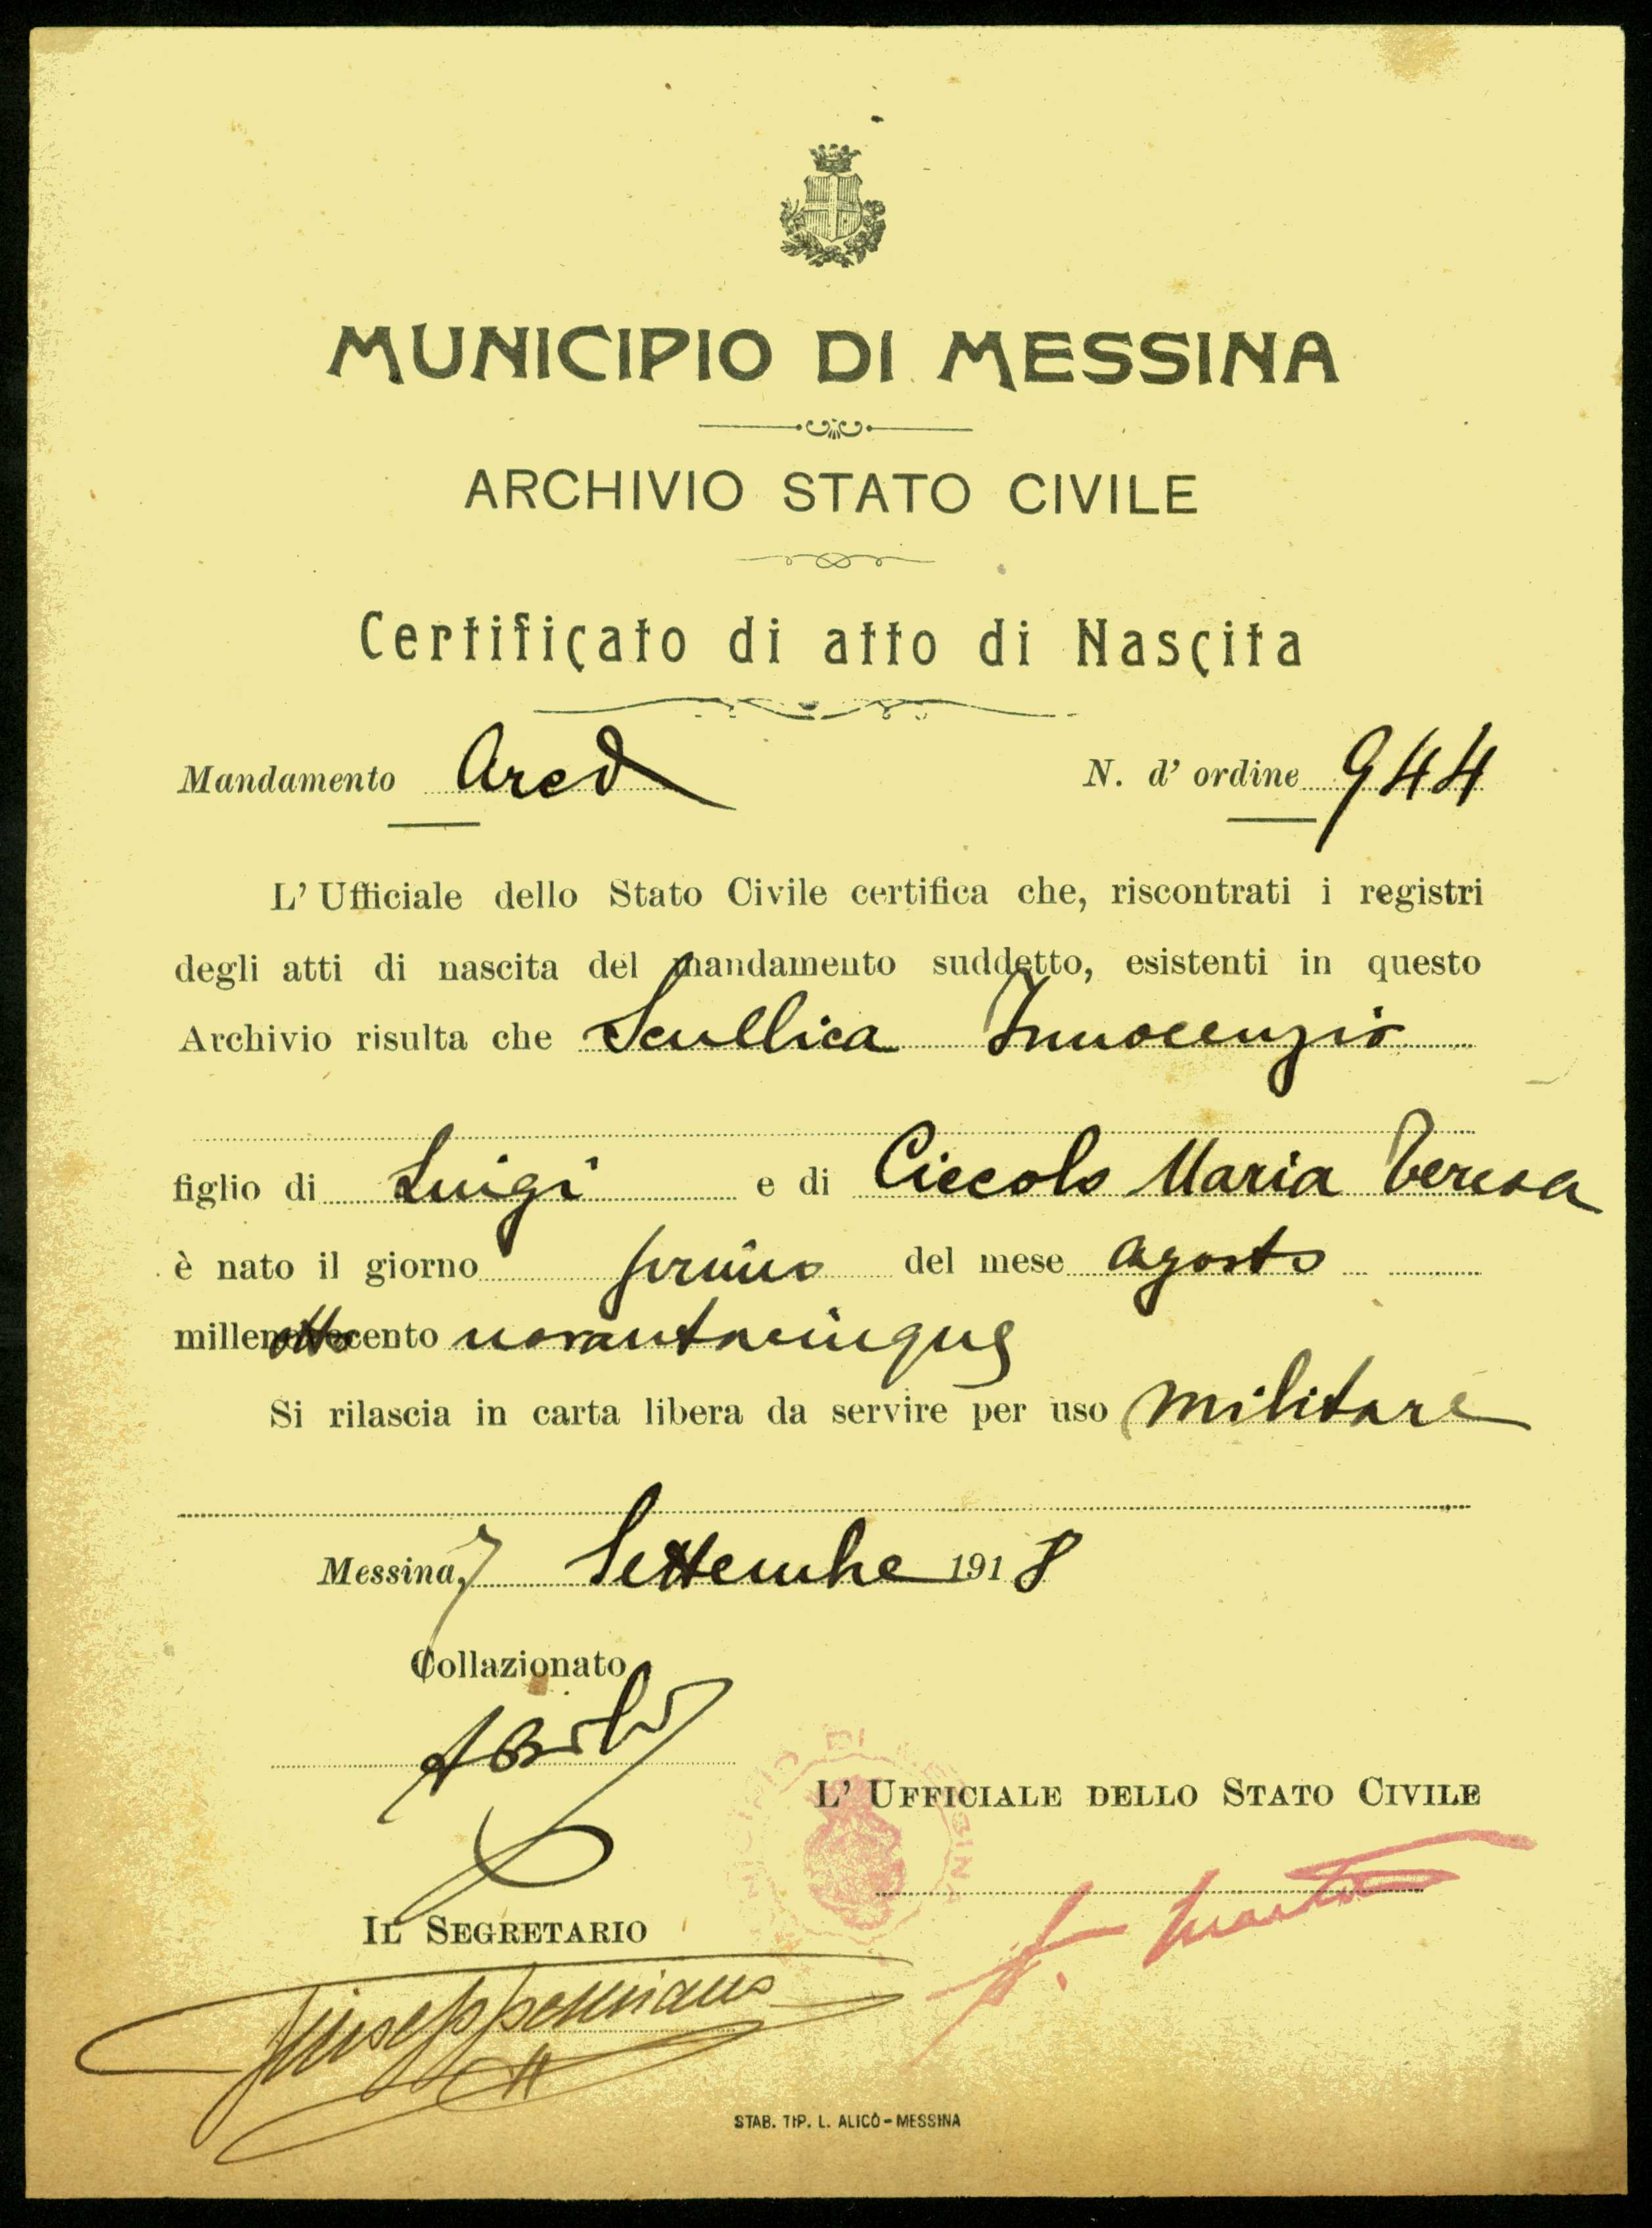 MUNICIPIO DI MESSINA
ARCHIVIO STATO CIVILE
Certificato di atto di Nascita
Mandamento Arcd N. d' ordine 944
L' Ufficiale dello Stato Civile certifica che, riscontrati i registri
degli atti di nascita del mandamento suddetto, esistenti in questo
Archivio risulta che Scullica Innocenzio
figlio di Luigi e di Ciccolo Maria Teresa
è nato il giorno primo del mese agosto
milleottocento novantacinque
Si rilascia in carta libera da servire per uso militare
Messina, 7 Settembre 1918
Collazionato
MUNICIPIO DI MESSINA
L' UFFICIALE DELLO STATO CIVILE
IL SEGRETARIO
STAB. TIP. L. ALICÒ - MESSINA